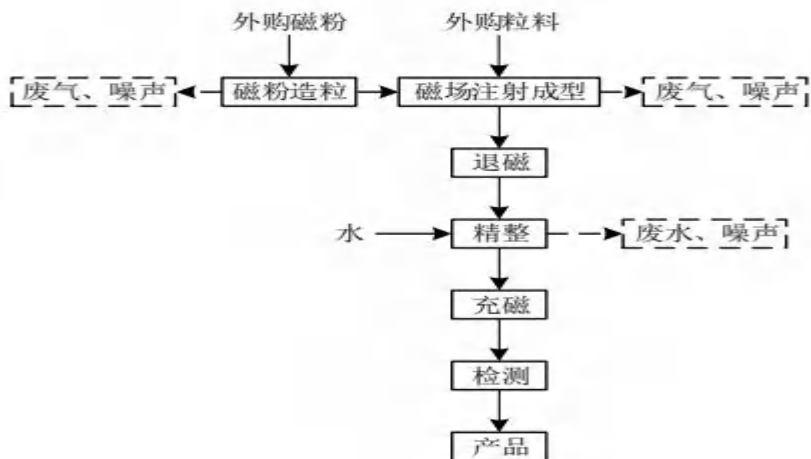 外购磁粉 外购粒料
废气、噪声 磁粉造粒 磁场注射成型 废气、噪声
退磁
水 精整 废水、噪声
充磁
检测
产品